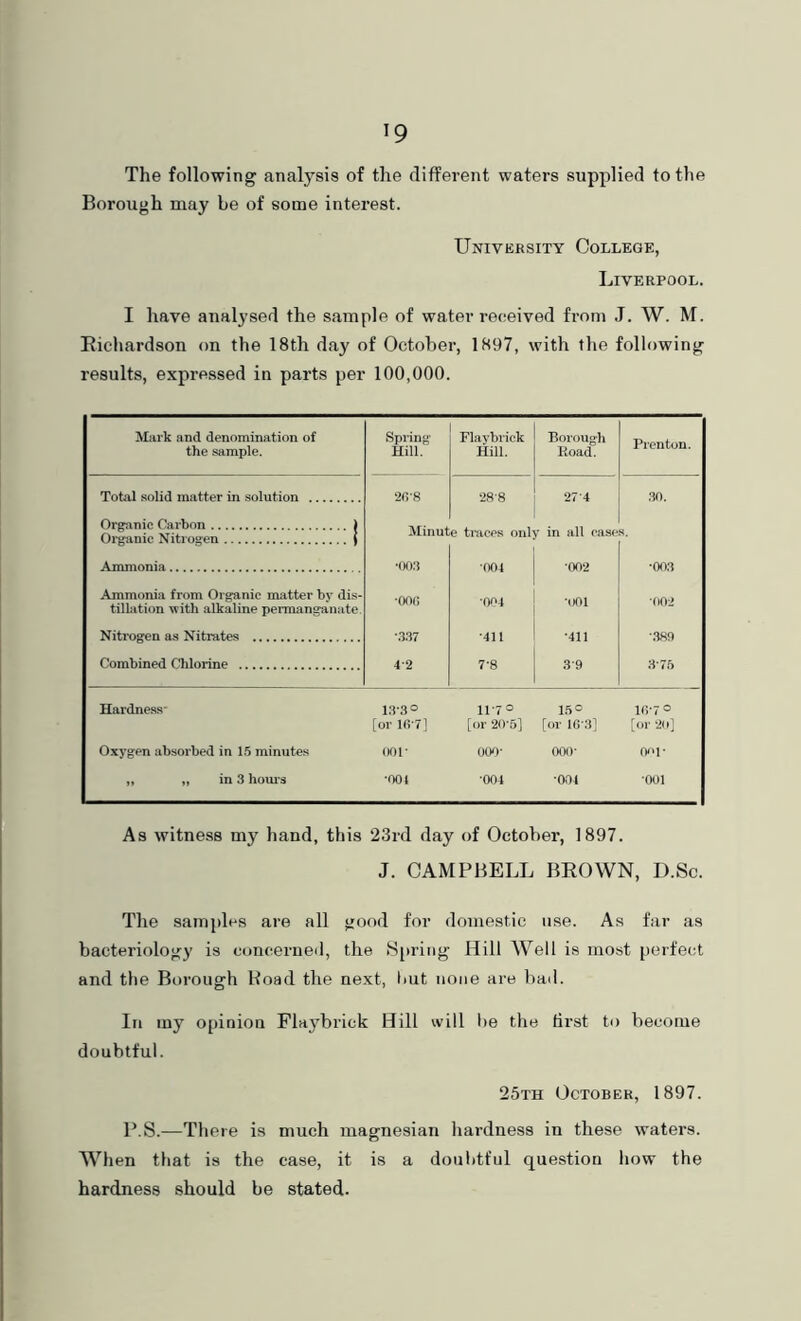 19
The following analysis of the different waters supplied to the
Borough may be of some interest.
University College,
Liverpool.
I have analysed the sample of water received from J. W. M.
Richardson on the 18th day of October, 1897, with the following
results, expressed in parts per 100,000.
Mark and denomination of the sample. | Spring Hill. | Flaybrick Hill. | Borough Road. | Prenton.
Total solid matter in solution ........ | 26·8 | 28·8 | 27·4 | 30.
Organic Carbon ........ }
Organic Nitrogen ........ } Minute traces only in all cases.
Ammonia ........ | ·003 | ·004 | ·002 | ·003
Ammonia from Organic matter by dis-
tillation with alkaline permanganate. | ·006 | ·004 | ·001 | ·002
Nitrogen as Nitrates ........ | ·337 | ·411 | ·411 | ·389
Combined Chlorine ........ | 4·2 | 7·8 | 3·9 | 3·75
Hardness· 13·3° 11·7° 15° 16·7°
[or 16·7] [or 20·5] [or 16·3] [or 20]
Oxygen absorbed in 15 minutes 001· 000· 000· 001·
„ „ in 3 hours ·004 ·004 ·004 ·001
As witness my hand, this 23rd day of October, 1897.
J. CAMPBELL BROWN, D.Sc.
The samples are all good for domestic use. As far as
bacteriology is concerned, the Spring Hill Well is most perfect
and the Borough Road the next, but none are bad.
In my opinion Flaybrick Hill will be the first to become
doubtful.
25th October, 1897.
P.S.—There is much magnesian hardness in these waters.
When that is the case, it is a doubtful question how the
hardness should be stated.